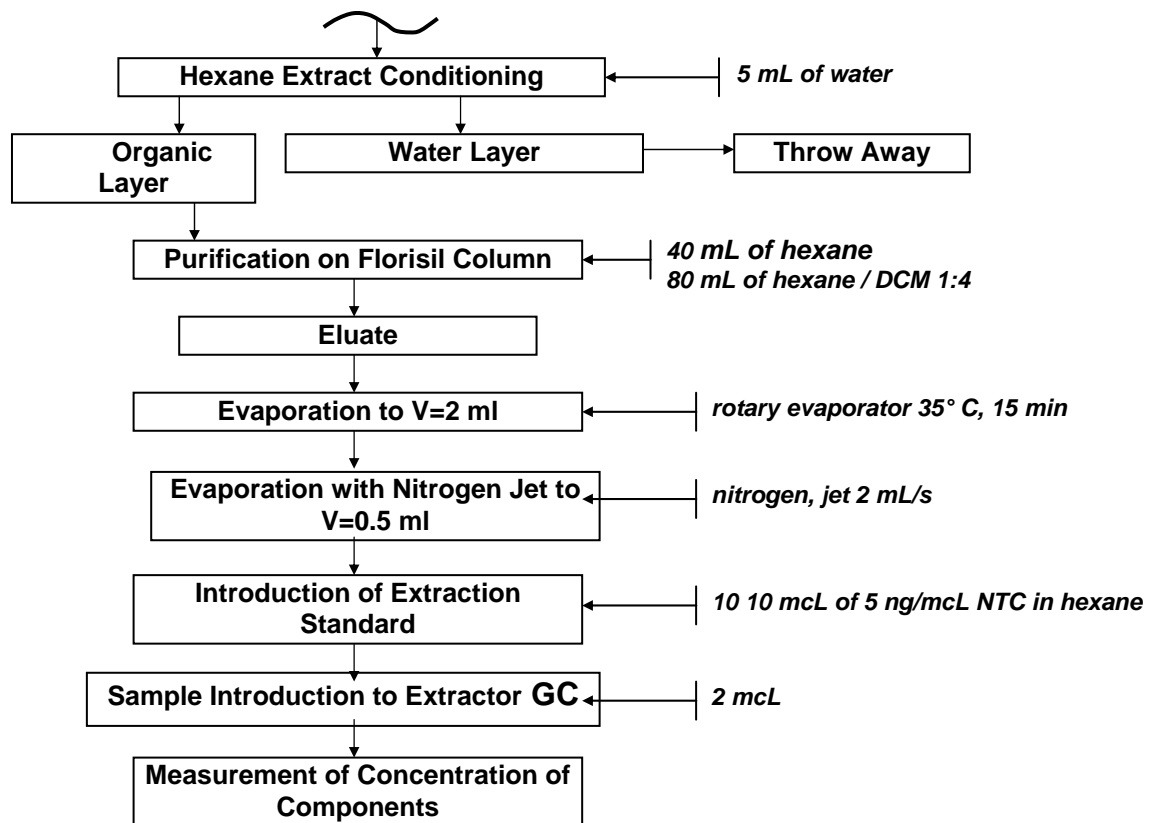 Hexane Extract Conditioning
5 mL of water
Organic
Layer
Water Layer
Throw Away
Purification on Florisil Column
40 mL of hexane
80 mL of hexane / DCM 1:4
Eluate
Evaporation to V=2 ml
rotary evaporator 35° C, 15 min
Evaporation with Nitrogen Jet to
V=0.5 ml
nitrogen, jet 2 mL/s
Introduction of Extraction
Standard
10 10 mcL of 5 ng/mcL NTC in hexane
Sample Introduction to Extractor GC
2 mcL
Measurement of Concentration of
Components